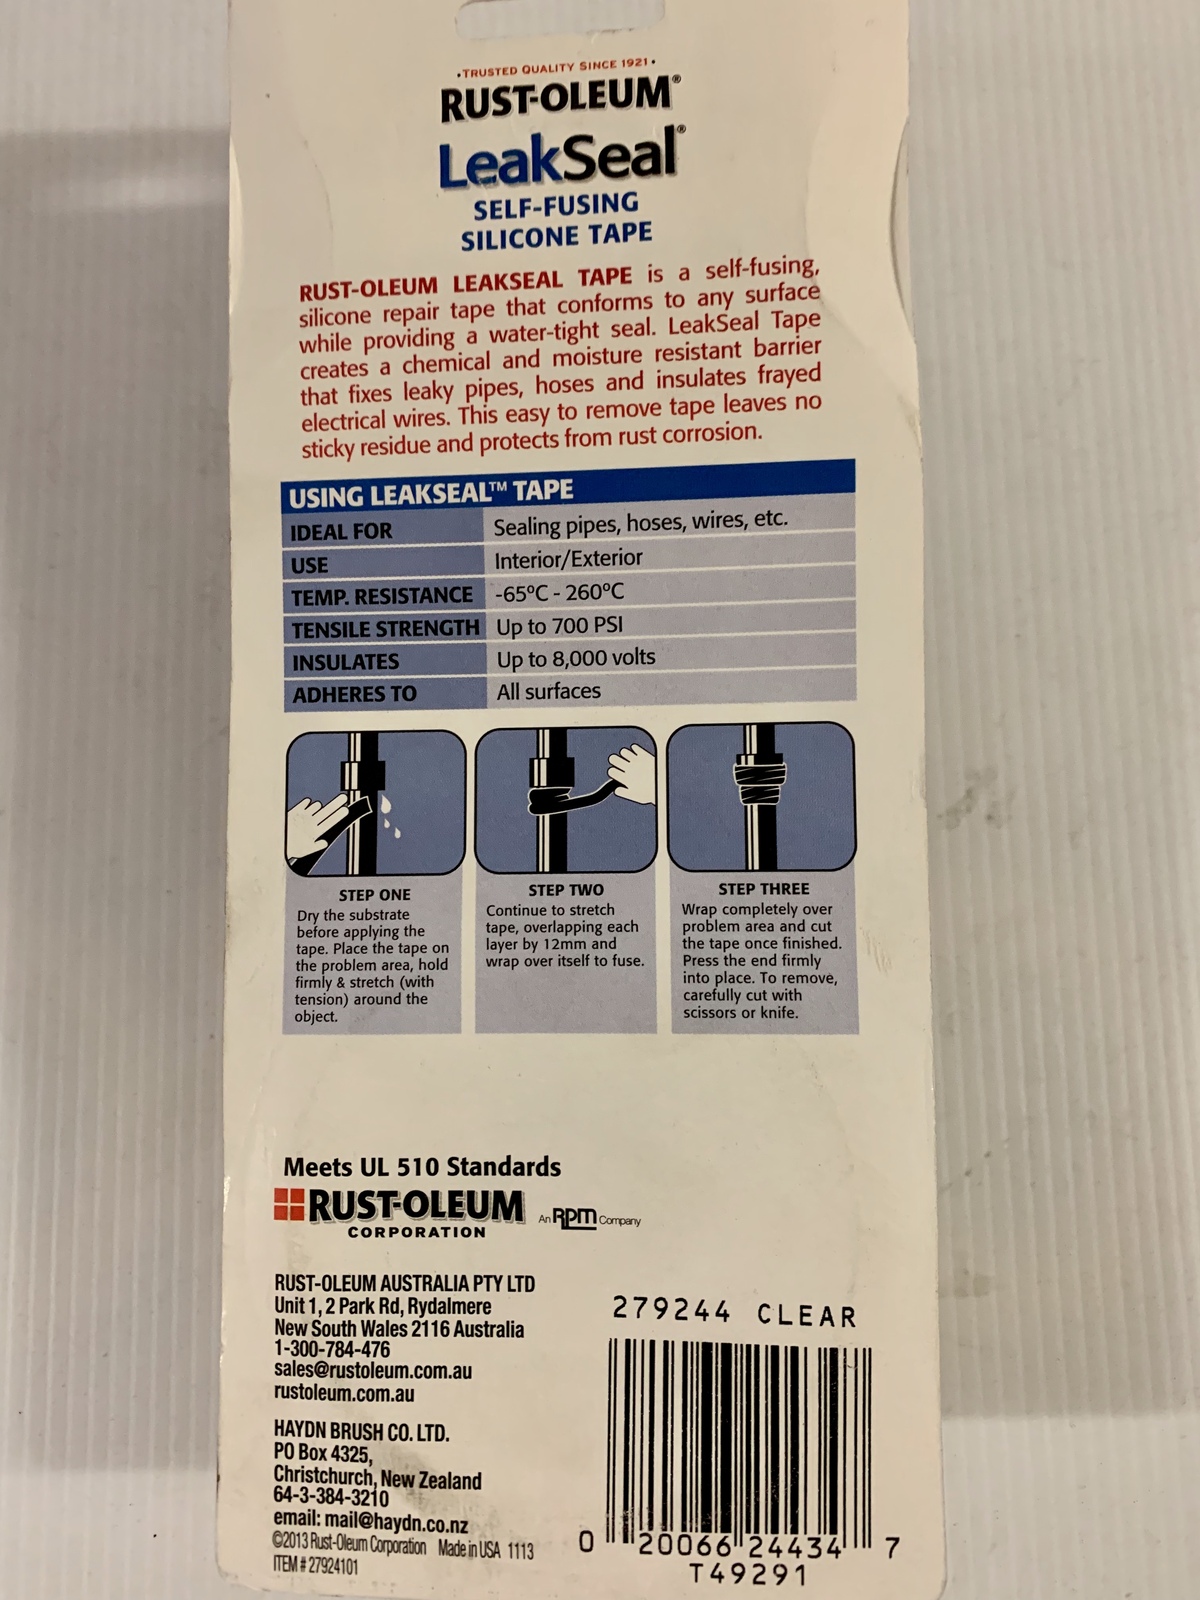 •TRUSTED QUALITY SINCE 1921•
RUST-OLEUM®
LeakSeal®
SELF-FUSING
SILICONE TAPE
RUST-OLEUM LEAKSEAL TAPE is a self-fusing,
silicone repair tape that conforms to any surface
while providing a water-tight seal. LeakSeal Tape
creates a chemical and moisture resistant barrier
that fixes leaky pipes, hoses and insulates frayed
electrical wires. This easy to remove tape leaves no
sticky residue and protects from rust corrosion.
USING LEAKSEAL™ TAPE
IDEAL FOR Sealing pipes, hoses, wires, etc.
USE Interior/Exterior
TEMP. RESISTANCE -65ºC - 260ºC
TENSILE STRENGTH Up to 700 PSI
INSULATES Up to 8,000 volts
ADHERES TO All surfaces
STEP ONE
Dry the substrate
before applying the
tape. Place the tape on
the problem area, hold
firmly & stretch (with
tension) around the
object.
STEP TWO
Continue to stretch
tape, overlapping each
layer by 12mm and
wrap over itself to fuse.
STEP THREE
Wrap completely over
problem area and cut
the tape once finished.
Press the end firmly
into place. To remove,
carefully cut with
scissors or knife.
Meets UL 510 Standards
RUST-OLEUM
CORPORATION
An RPM Company
RUST-OLEUM AUSTRALIA PTY LTD
Unit 1, 2 Park Rd, Rydalmere
New South Wales 2116 Australia
1-300-784-476
sales@rustoleum.com.au
rustoleum.com.au
HAYDN BRUSH CO. LTD.
PO Box 4325,
Christchurch, New Zealand
64-3-384-3210
email: mail@haydn.co.nz
©2013 Rust-Oleum Corporation Made in USA 1113
ITEM # 27924101
279244 CLEAR
0 20066 24434 7
T49291